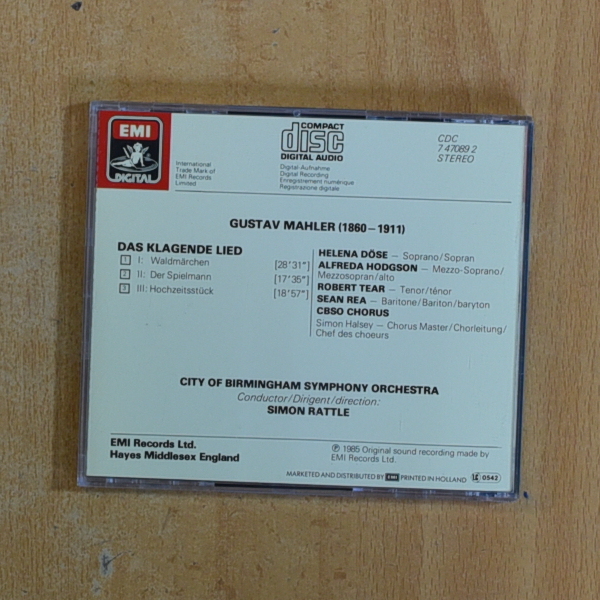 EMI
DIGITAL
International
Trade Mark of
EMI Records
Limited
COMPACT
disc
DIGITAL AUDIO
Digital-Aufnahme
Digital Recording
Enregistrement numérique
Registrazione digitale
CDC
7 47089 2
STEREO
GUSTAV MAHLER (1860–1911)
DAS KLAGENDE LIED
1 I: Waldmärchen [28'31"]
2 II: Der Spielmann [17'35"]
3 III: Hochzeitsstück [18'57"]
HELENA DÖSE – Soprano/Sopran
ALFREDA HODGSON – Mezzo-Soprano/
Mezzosopran/alto
ROBERT TEAR – Tenor/ténor
SEAN REA – Baritone/Bariton/baryton
CBSO CHORUS
Simon Halsey – Chorus Master/Chorleitung/
Chef des choeurs
CITY OF BIRMINGHAM SYMPHONY ORCHESTRA
Conductor/Dirigent/direction:
SIMON RATTLE
EMI Records Ltd.
Hayes Middlesex England
℗ 1985 Original sound recording made by
EMI Records Ltd.
MARKETED AND DISTRIBUTED BY EMI PRINTED IN HOLLAND
0542